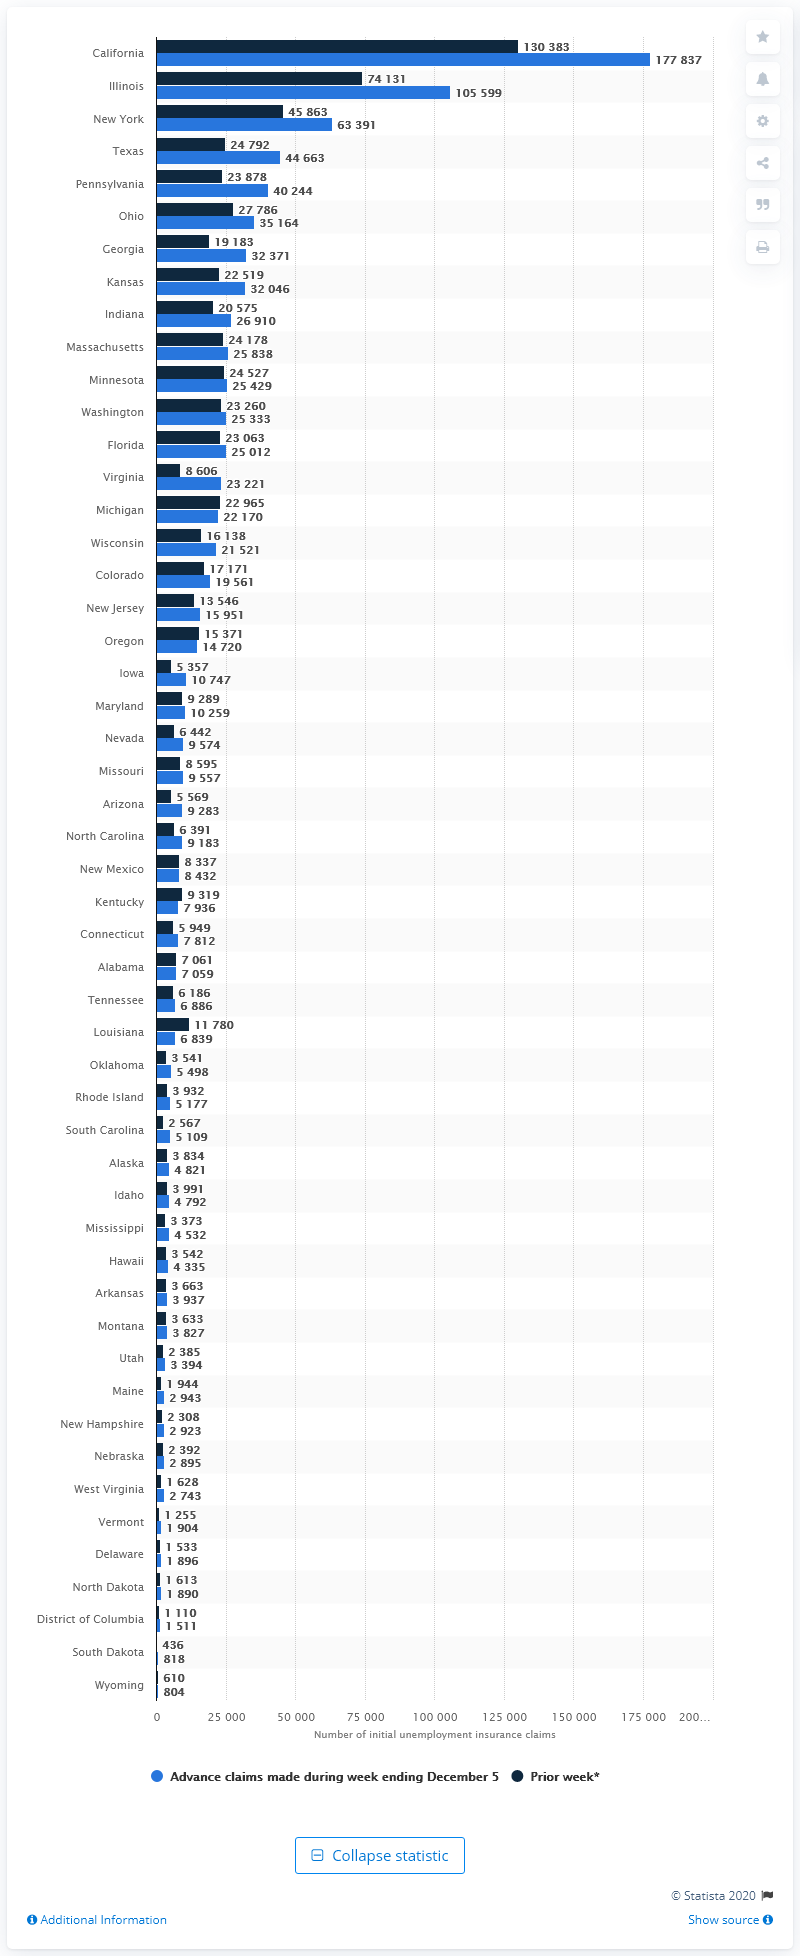 California
130 383
177 837
Illinois
74 131
105 599
New York
45 863
63 391
Texas
24 792
44 663
Pennsylvania
23 878
40 244
Ohio
27 786
35 164
Georgia
19 183
32 371
Kansas
22 519
32 046
Indiana
20 575
26 910
Massachusetts
24 178
25 838
Minnesota
24 527
25 429
Washington
23 260
25 333
Florida
23 063
25 012
Virginia
8 606
23 221
Michigan
22 965
22 170
Wisconsin
16 138
21 521
Colorado
17 171
19 561
New Jersey
13 546
15 951
Oregon
15 371
14 720
Iowa
5 357
10 747
Maryland
9 289
10 259
Nevada
6 442
9 574
Missouri
8 595
9 557
Arizona
5 569
9 283
North Carolina
6 391
9 183
New Mexico
8 337
8 432
Kentucky
9 319
7 936
Connecticut
5 949
7 812
Alabama
7 061
7 059
Tennessee
6 186
6 886
Louisiana
11 780
6 839
Oklahoma
3 541
5 498
Rhode Island
3 932
5 177
South Carolina
2 567
5 109
Alaska
3 834
4 821
Idaho
3 991
4 792
Mississippi
3 373
4 532
Hawaii
3 542
4 335
Arkansas
3 663
3 937
Montana
3 633
3 827
Utah
2 385
3 394
Maine
1 944
2 943
New Hampshire
2 308
2 923
Nebraska
2 392
2 895
West Virginia
1 628
2 743
Vermont
1 255
1 904
Delaware
1 533
1 896
North Dakota
1 613
1 890
District of Columbia
1 110
1 511
South Dakota
436
818
Wyoming
610
804
0 25 000 50 000 75 000 100 000 125 000 150 000 175 000 200...
Number of initial unemployment insurance claims
Advance claims made during week ending December 5 Prior week*
Collapse statistic
© Statista 2020
Additional Information Show source